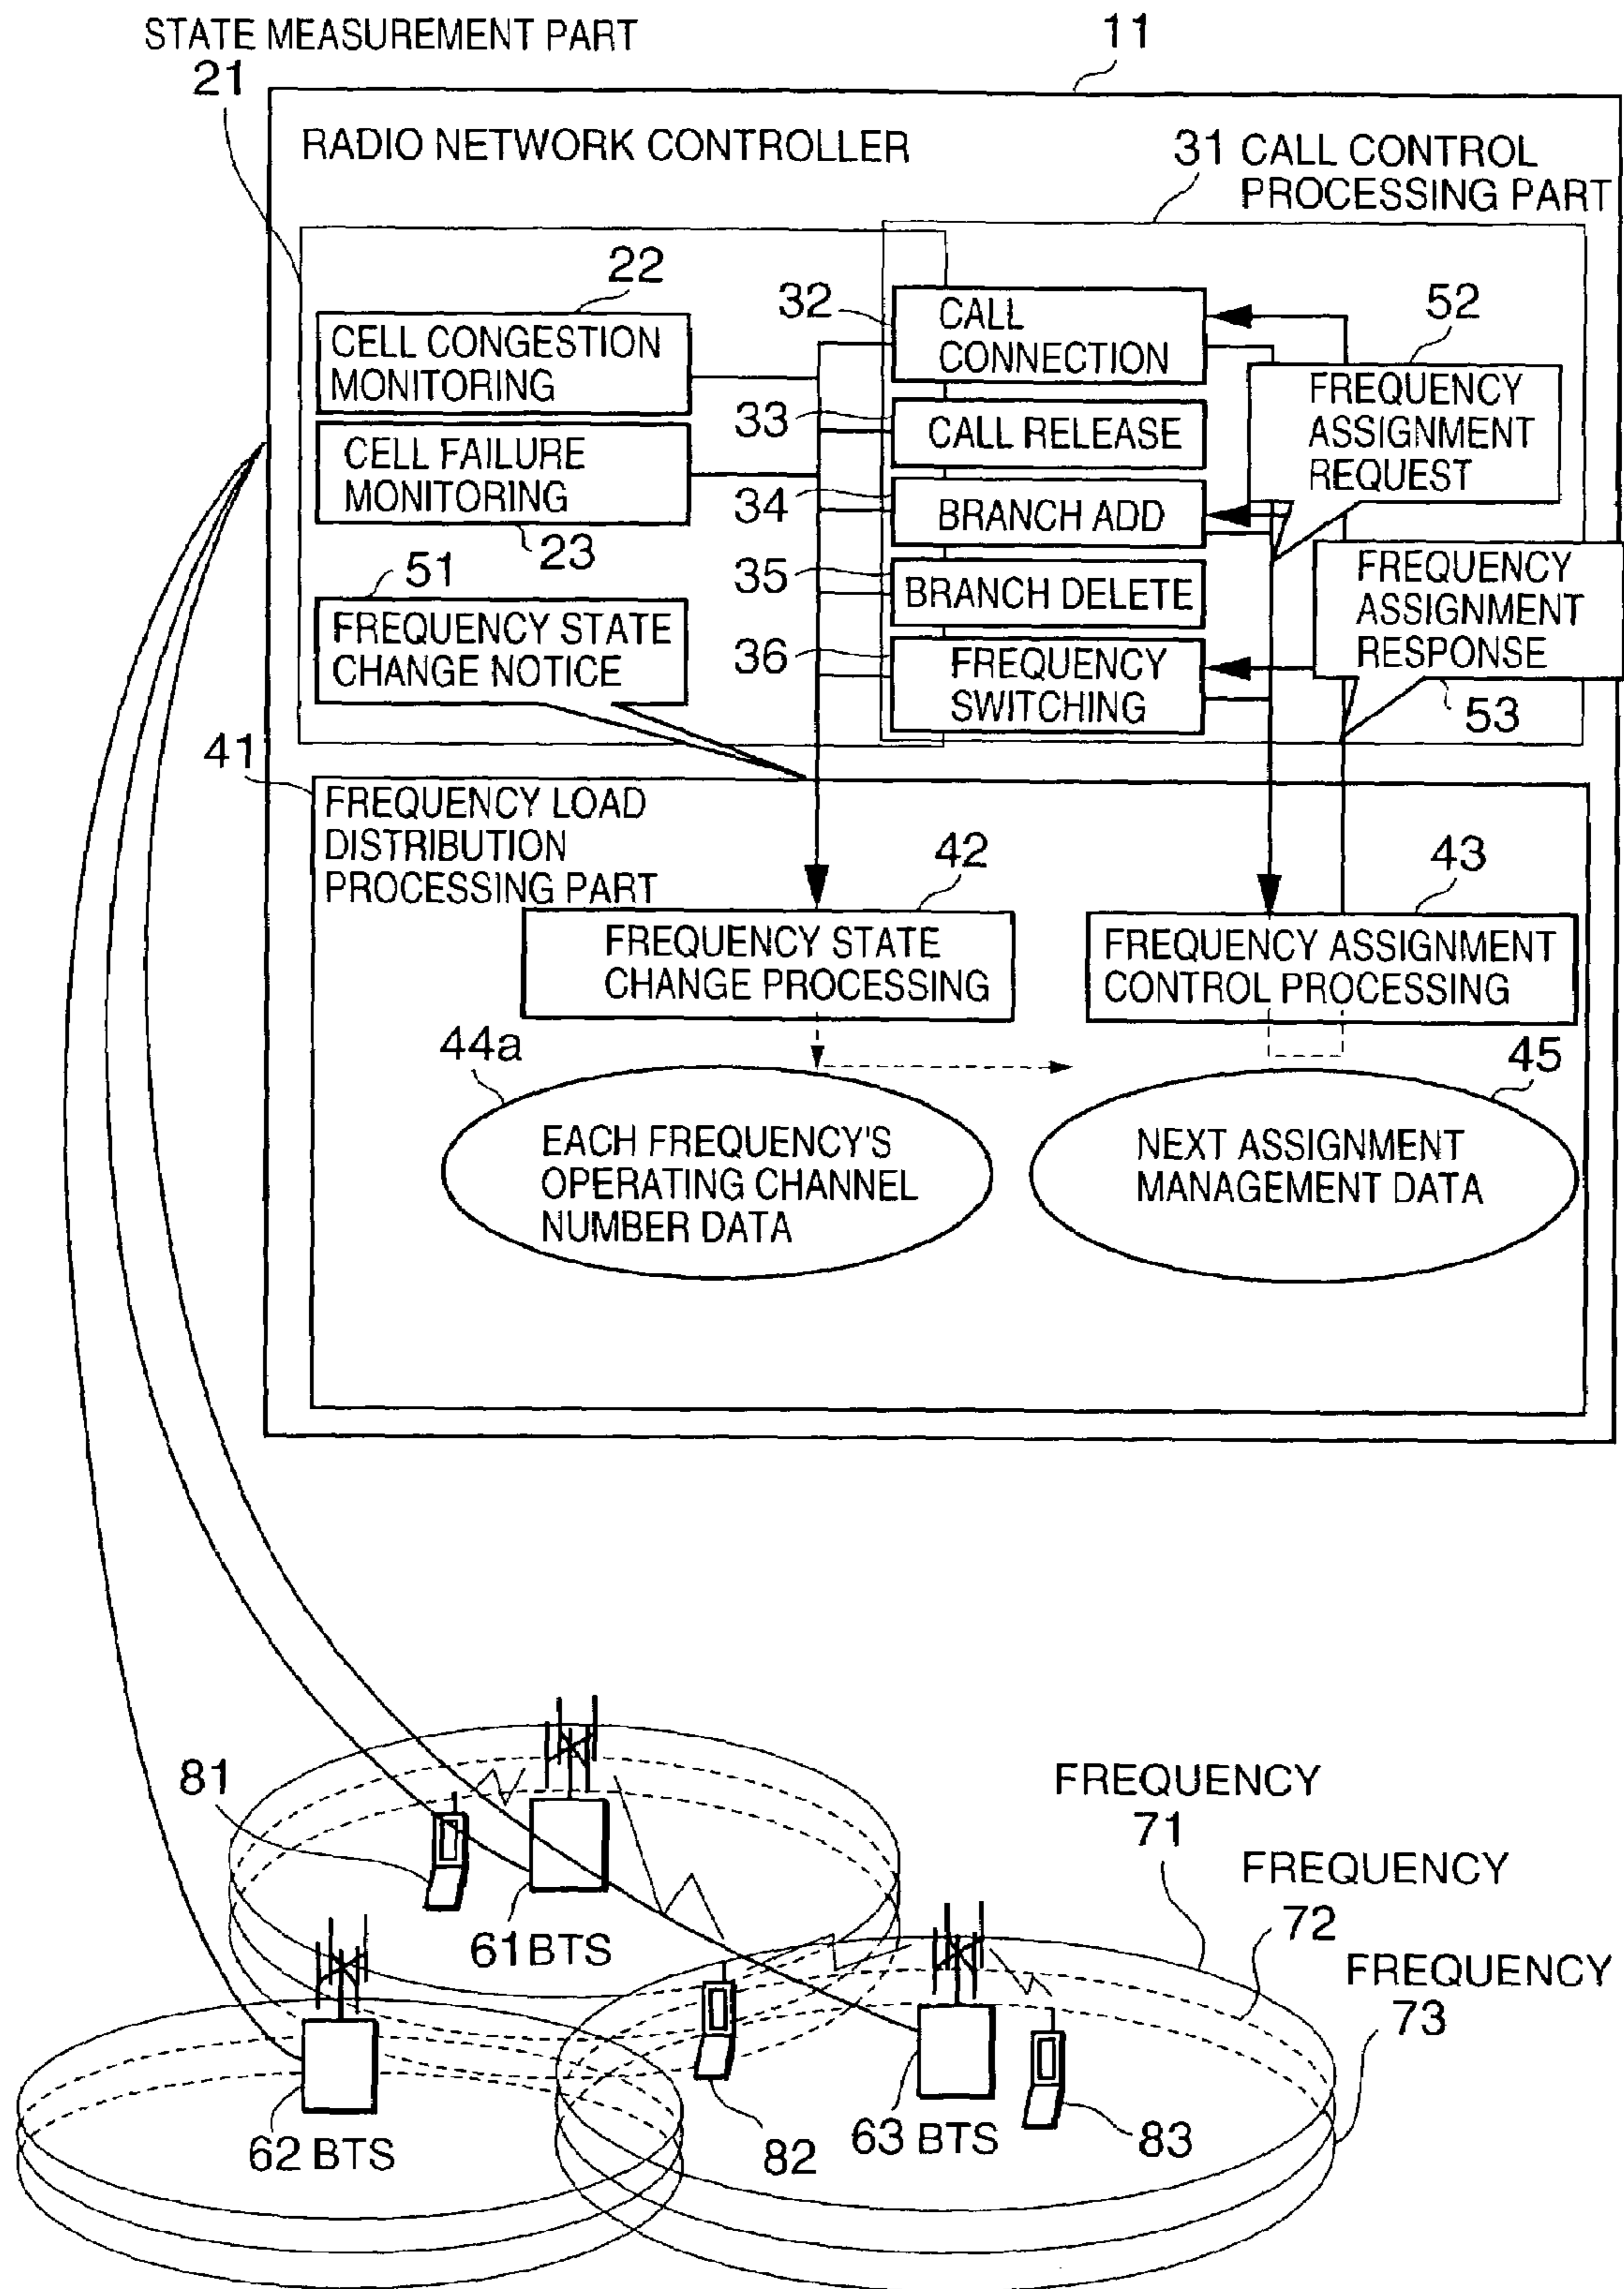 STATE MEASUREMENT PART
21
11
RADIO NETWORK CONTROLLER
31 CALL CONTROL
PROCESSING PART
22
CELL CONGESTION
MONITORING
CELL FAILURE
MONITORING
23
51
FREQUENCY STATE
CHANGE NOTICE
32
CALL
CONNECTION
33
CALL RELEASE
34
BRANCH ADD
35
BRANCH DELETE
36
FREQUENCY
SWITCHING
52
FREQUENCY
ASSIGNMENT
REQUEST
FREQUENCY
ASSIGNMENT
RESPONSE
53
41
FREQUENCY LOAD
DISTRIBUTION
PROCESSING PART
42
FREQUENCY STATE
CHANGE PROCESSING
43
FREQUENCY ASSIGNMENT
CONTROL PROCESSING
44a
EACH FREQUENCY'S
OPERATING CHANNEL
NUMBER DATA
45
NEXT ASSIGNMENT
MANAGEMENT DATA
81
61 BTS
62 BTS
82
63 BTS
83
FREQUENCY
71
FREQUENCY
72
FREQUENCY
73